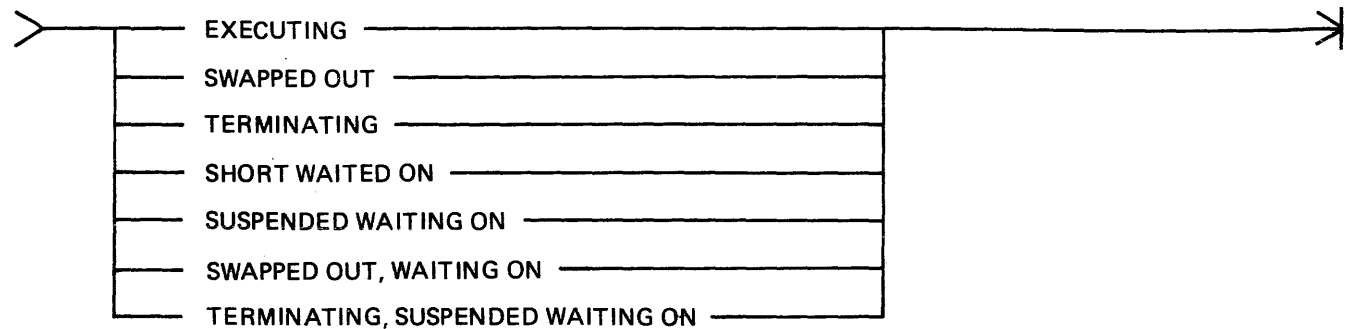 EXECUTING
SWAPPED OUT
TERMINATING
SHORT WAITED ON
SUSPENDED WAITING ON
SWAPPED OUT, WAITING ON
TERMINATING, SUSPENDED WAITING ON